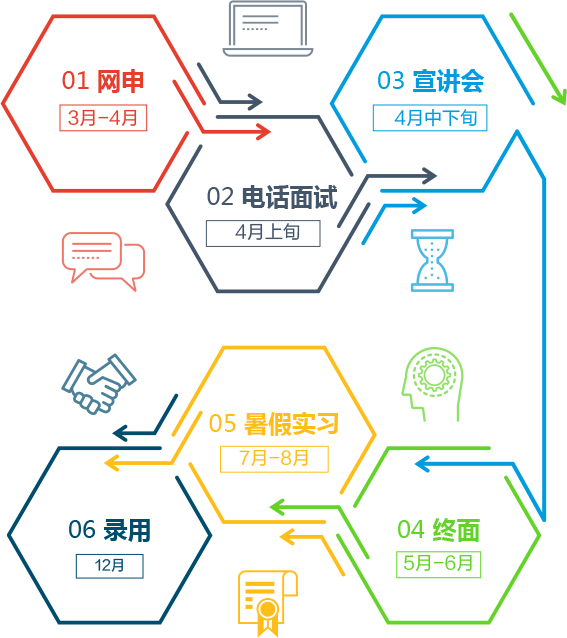 01 网申
3月-4月
02 电话面试
4月上旬
03 宣讲会
4月中下旬
04 终面
5月-6月
05 暑假实习
7月-8月
06 录用
12月